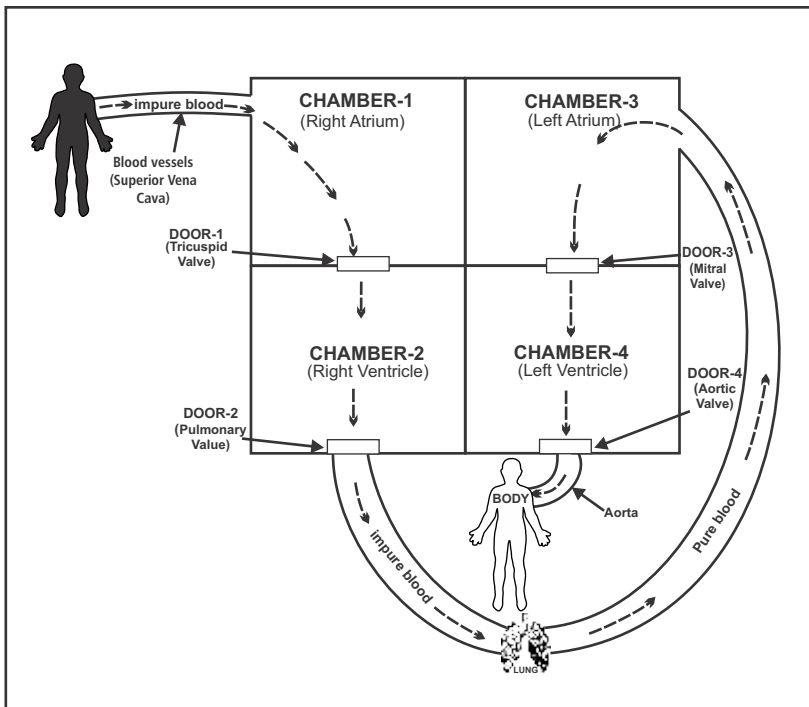 impure blood
Blood vessels
(Superior Vena
Cava)
CHAMBER-1
(Right Atrium)
CHAMBER-3
(Left Atrium)
DOOR-1
(Tricuspid
Valve)
DOOR-3
(Mitral
Valve)
CHAMBER-2
(Right Ventricle)
CHAMBER-4
(Left Ventricle)
DOOR-2
(Pulmonary
Value)
DOOR-4
(Aortic
Valve)
BODY
Aorta
impure blood
Pure blood
LUNG